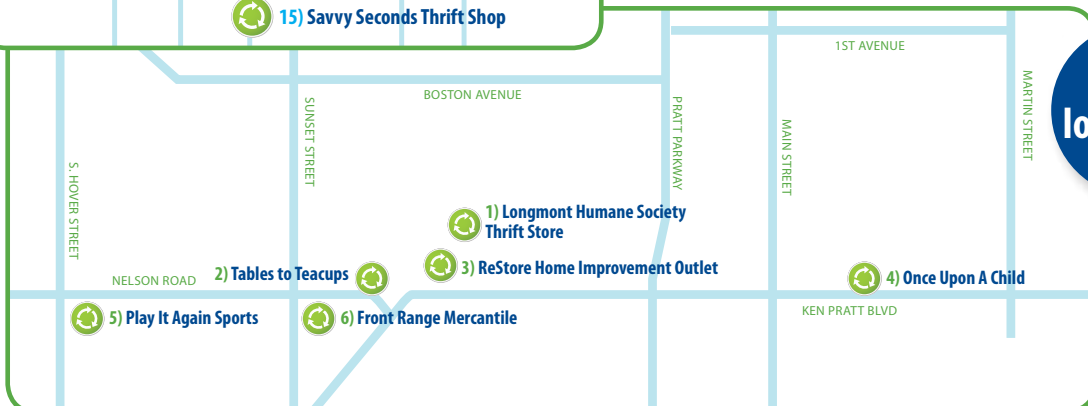 15) Savvy Seconds Thrift Shop
1ST AVENUE
BOSTON AVENUE
S. HOVER STREET
SUNSET STREET
PRATT PARKWAY
MAIN STREET
MARTIN STREET
1) Longmont Humane Society
Thrift Store
2) Tables to Teacups
3) ReStore Home Improvement Outlet
4) Once Upon A Child
NELSON ROAD
KEN PRATT BLVD
5) Play It Again Sports
6) Front Range Mercantile